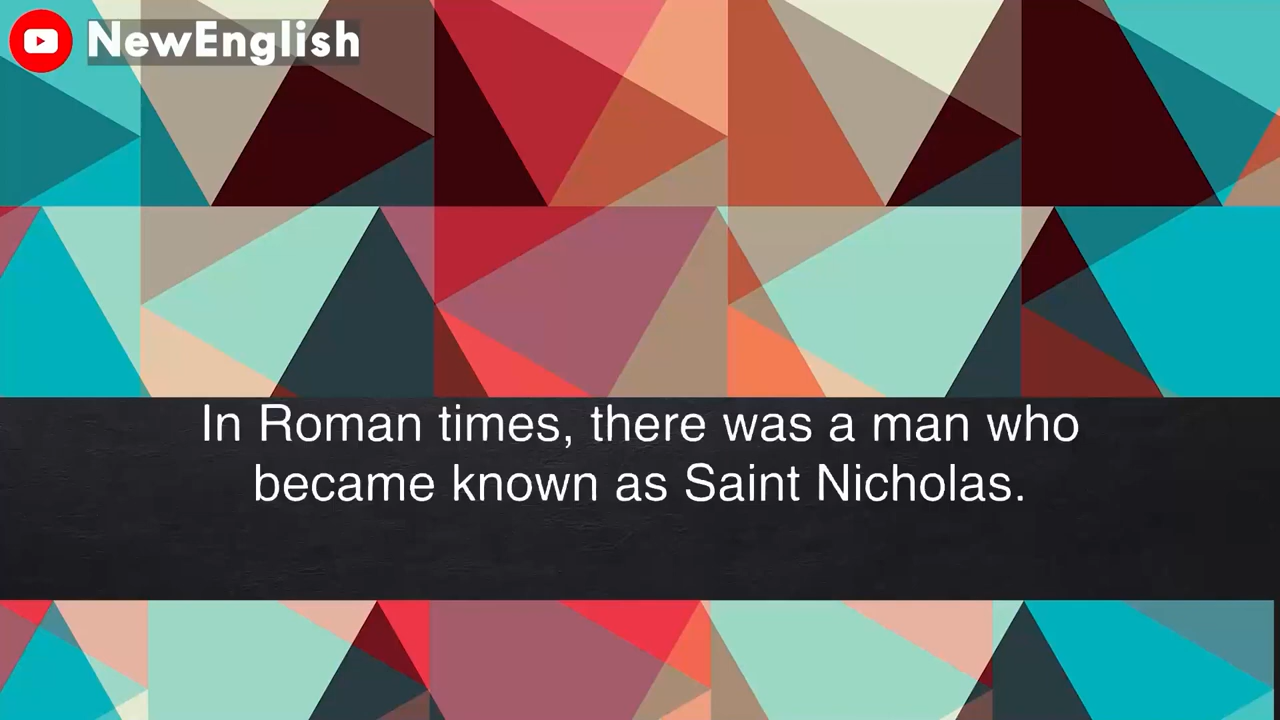 NewEnglish
In Roman times, there was a man who
became known as Saint Nicholas.